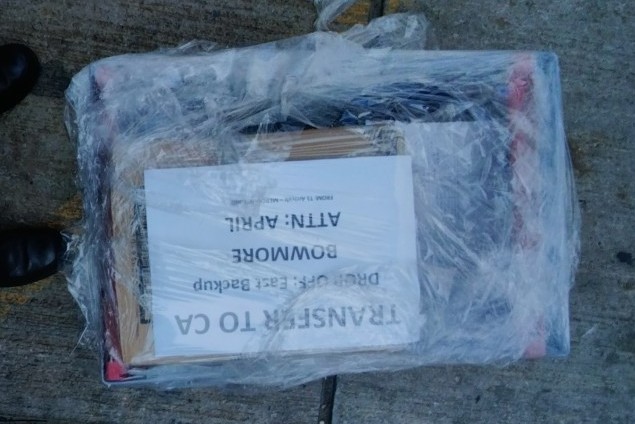 TRANSFER TO CA
DROP OFF: East Backup
BOWMORE
ATTN: APRIL